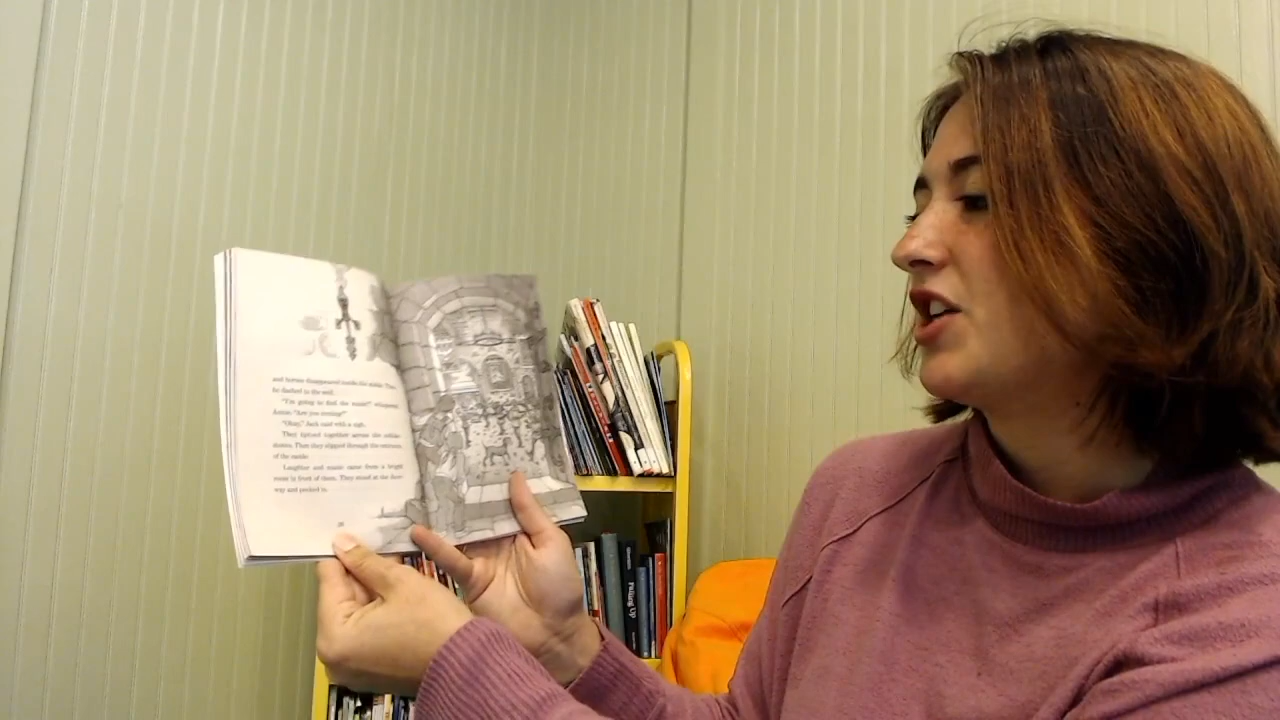 and horses disappeared inside the castle. Then
he dashed to the wall.
"I'm going to find the music!" whispered
Annie. "Are you coming?"
"Okay," Jack said with a sigh.
They tiptoed together across the cobble-
stones. Then they slipped through the entrance
of the castle.
Laughter and music came from a bright
room in front of them. They stood at the door-
way and peeked in.
Pulling Up